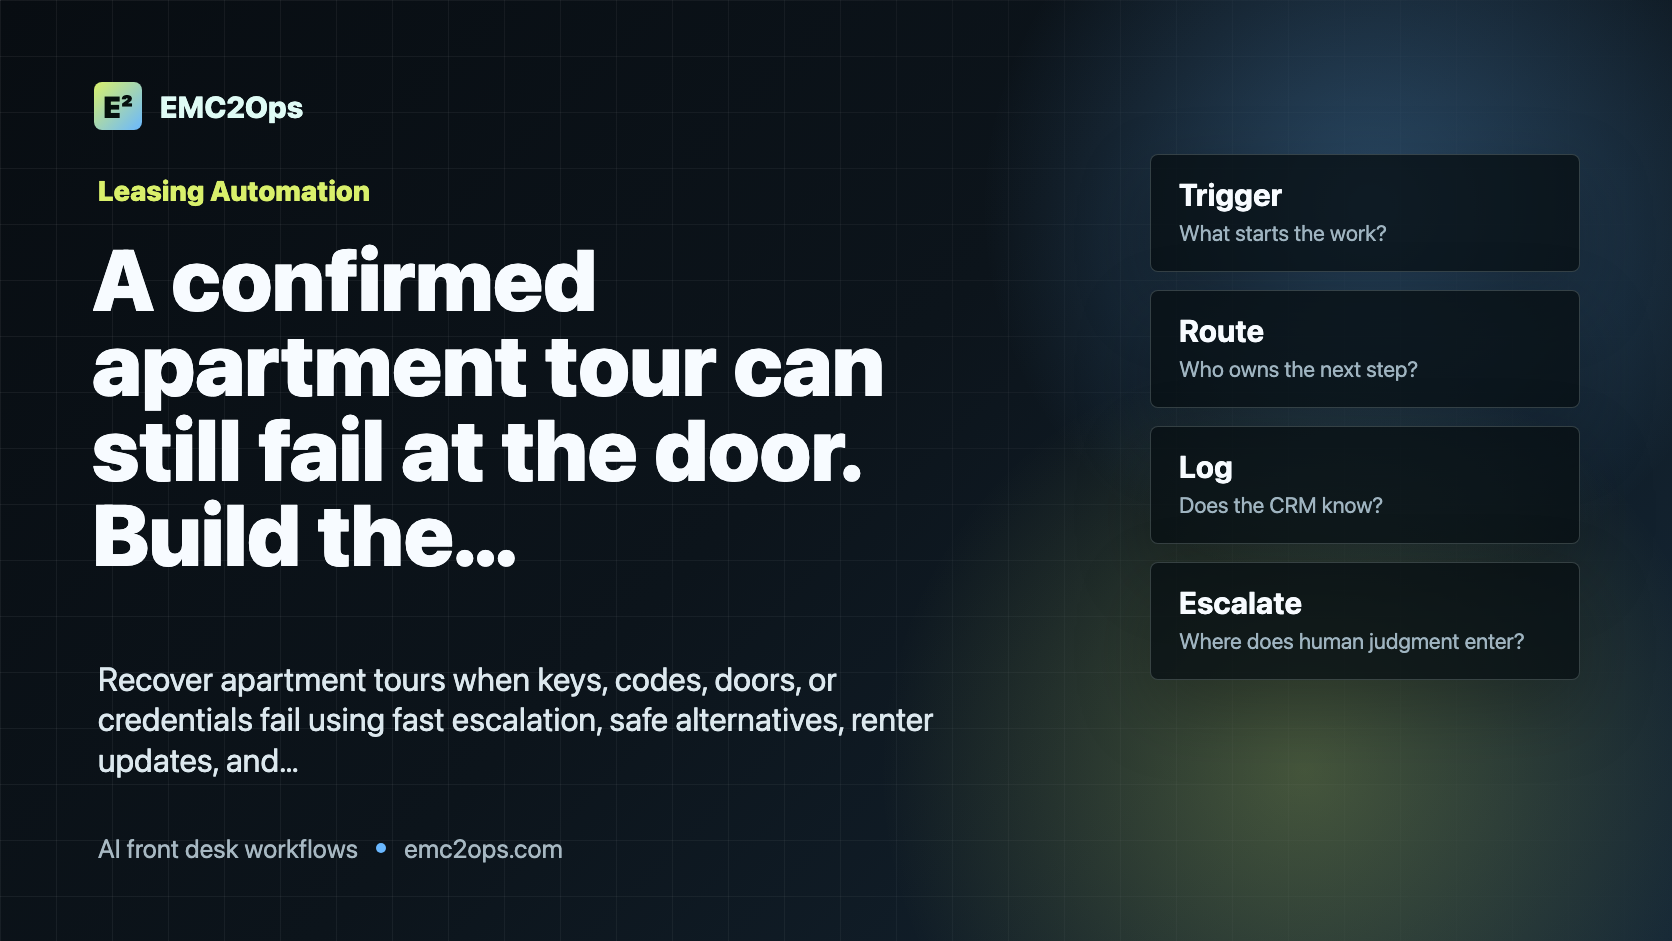 E²
EMC2Ops
Leasing Automation
A confirmed
apartment tour can
still fail at the door.
Build the...
Recover apartment tours when keys, codes, doors, or
credentials fail using fast escalation, safe alternatives, renter
updates, and...
AI front desk workflows • emc2ops.com
Trigger
What starts the work?
Route
Who owns the next step?
Log
Does the CRM know?
Escalate
Where does human judgment enter?